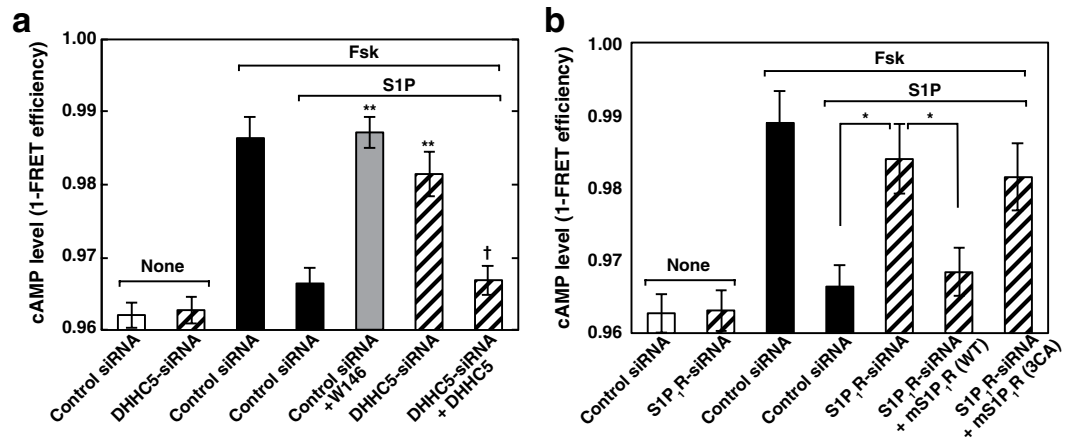 a
cAMP level (1-FRET efficiency)
1.00
0.99
0.98
0.97
0.96
Fsk
S1P
None
**
**
†
Control siRNA
DHHC5-siRNA
Control siRNA
Control siRNA
Control siRNA
+W146
DHHC5-siRNA
DHHC5-siRNA
+ DHHC5
b
cAMP level (1-FRET efficiency)
1.00
0.99
0.98
0.97
0.96
Fsk
S1P
None
*
*
Control siRNA
S1P₁R-siRNA
Control siRNA
Control siRNA
S1P₁R-siRNA
S1P₁R-siRNA
+ mS1P₁R (WT)
S1P₁R-siRNA
+ mS1P₁R (3CA)